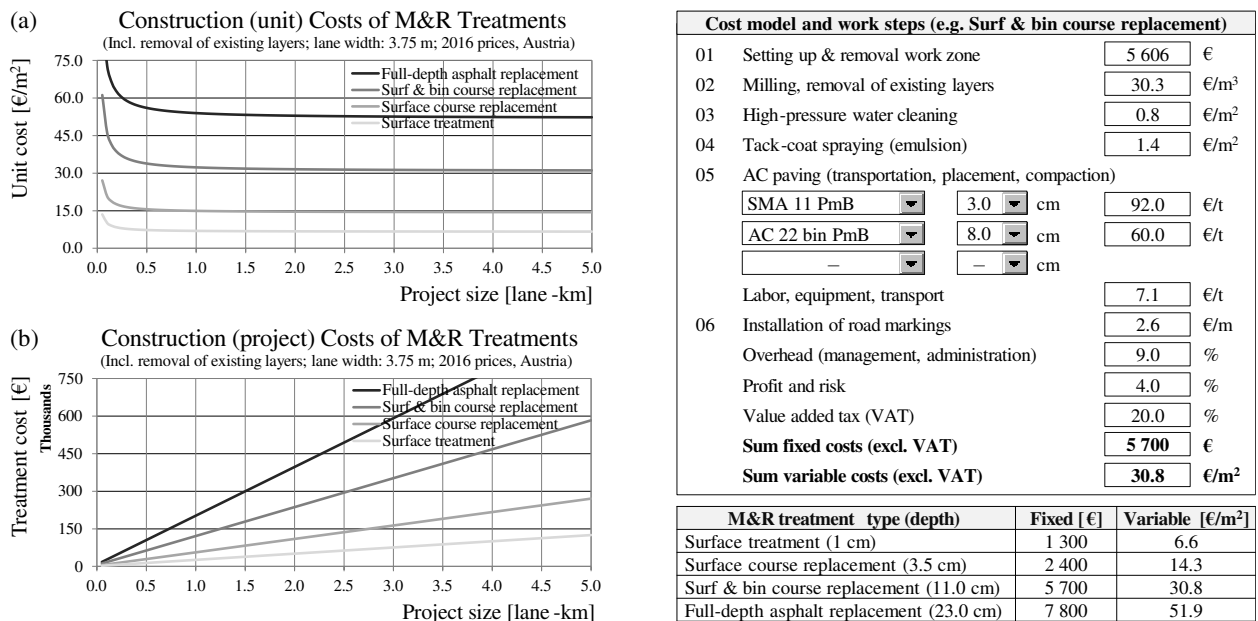 (a)
Construction (unit) Costs of M&R Treatments
(Incl. removal of existing layers; lane width: 3.75 m; 2016 prices, Austria)
Unit cost [€/m²]
75.0
60.0
45.0
30.0
15.0
0.0
Full-depth asphalt replacement
Surf & bin course replacement
Surface course replacement
Surface treatment
0.0 0.5 1.0 1.5 2.0 2.5 3.0 3.5 4.0 4.5 5.0
Project size [lane -km]
(b)
Construction (project) Costs of M&R Treatments
(Incl. removal of existing layers; lane width: 3.75 m; 2016 prices, Austria)
Treatment cost [€]
Thousands
750
600
450
300
150
0
Full-depth asphalt replacement
Surf & bin course replacement
Surface course replacement
Surface treatment
0.0 0.5 1.0 1.5 2.0 2.5 3.0 3.5 4.0 4.5 5.0
Project size [lane -km]
Cost model and work steps (e.g. Surf & bin course replacement)
01 Setting up & removal work zone 5 606 €
02 Milling, removal of existing layers 30.3 €/m³
03 High-pressure water cleaning 0.8 €/m²
04 Tack-coat spraying (emulsion) 1.4 €/m²
05 AC paving (transportation, placement, compaction)
SMA 11 PmB 3.0 cm 92.0 €/t
AC 22 bin PmB 8.0 cm 60.0 €/t
– – cm
Labor, equipment, transport 7.1 €/t
06 Installation of road markings 2.6 €/m
Overhead (management, administration) 9.0 %
Profit and risk 4.0 %
Value added tax (VAT) 20.0 %
Sum fixed costs (excl. VAT) 5 700 €
Sum variable costs (excl. VAT) 30.8 €/m²
M&R treatment type (depth) Fixed [€] Variable [€/m²]
Surface treatment (1 cm) 1 300 6.6
Surface course replacement (3.5 cm) 2 400 14.3
Surf & bin course replacement (11.0 cm) 5 700 30.8
Full-depth asphalt replacement (23.0 cm) 7 800 51.9